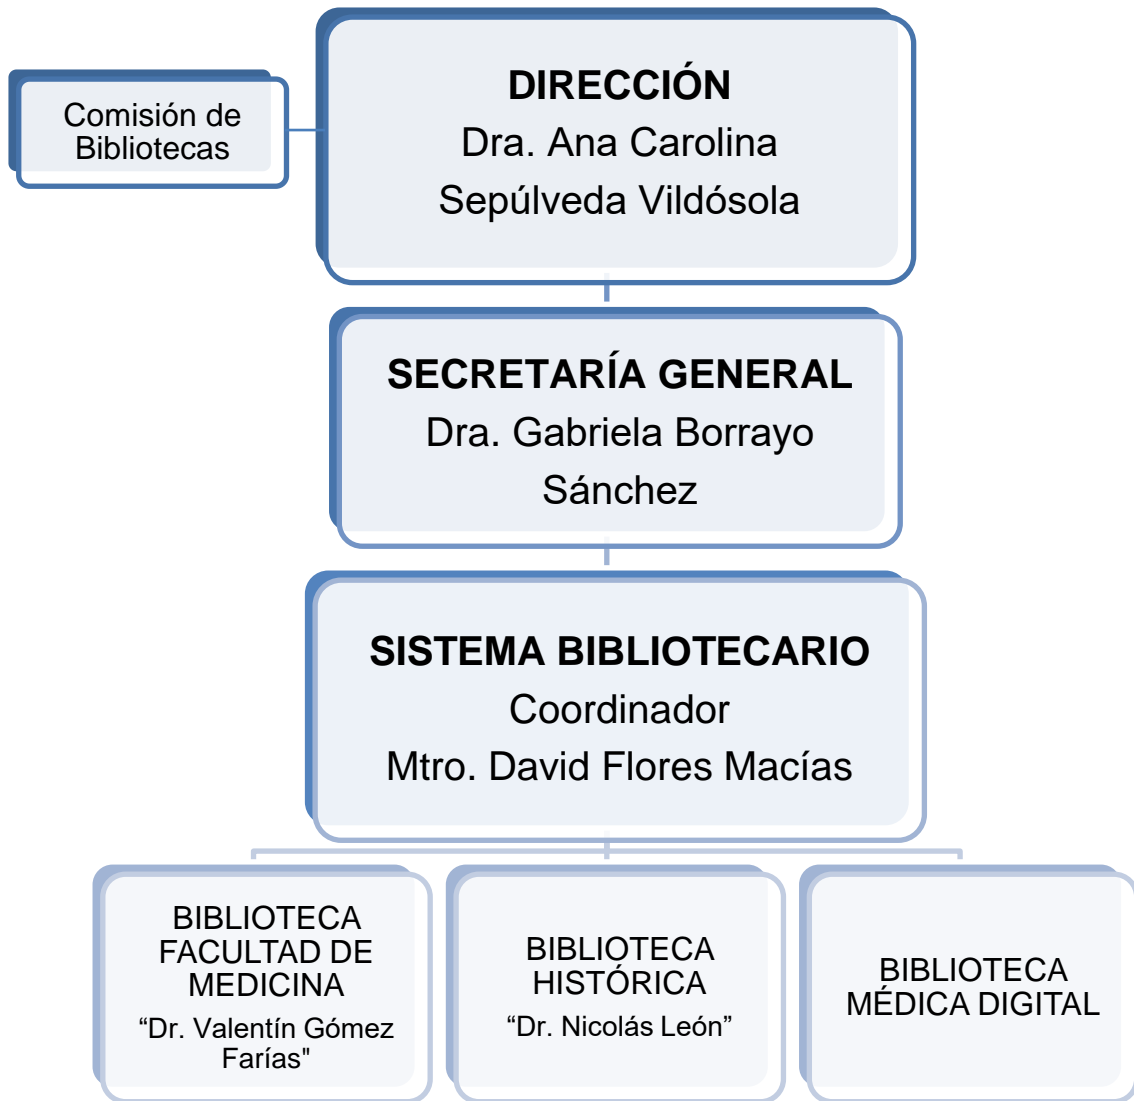 Comisión de
Bibliotecas
DIRECCIÓN
Dra. Ana Carolina
Sepúlveda Vildósola
SECRETARÍA GENERAL
Dra. Gabriela Borrayo
Sánchez
SISTEMA BIBLIOTECARIO
Coordinador
Mtro. David Flores Macías
BIBLIOTECA
FACULTAD DE
MEDICINA
“Dr. Valentín Gómez
Farías"
BIBLIOTECA
HISTÓRICA
“Dr. Nicolás León”
BIBLIOTECA
MÉDICA DIGITAL